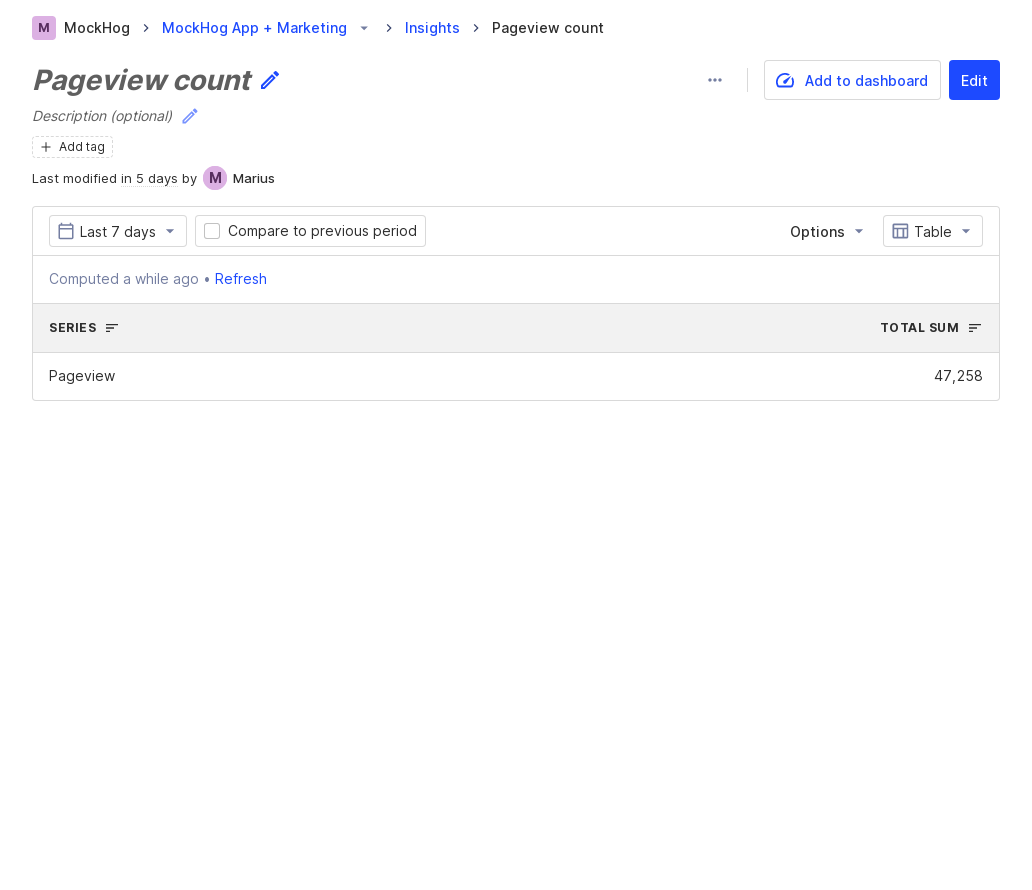 M MockHog MockHog App + Marketing Insights Pageview count
Pageview count
Add to dashboard Edit
Description (optional)
Add tag
Last modified in 5 days by M Marius
Last 7 days Compare to previous period Options Table
Computed a while ago • Refresh
SERIES TOTAL SUM
Pageview 47,258